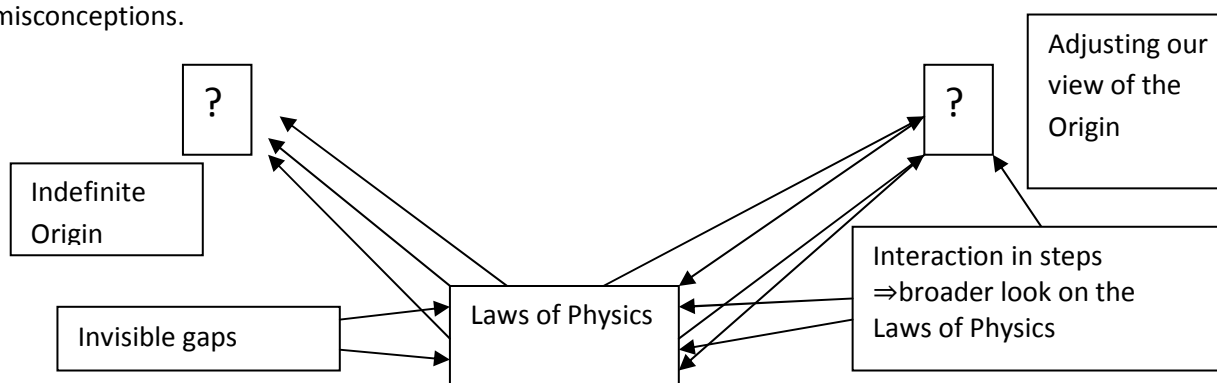 misconceptions.
?
?
Adjusting our
view of the
Origin
Indefinite
Origin
Interaction in steps
⇒broader look on the
Laws of Physics
Laws of Physics
Invisible gaps